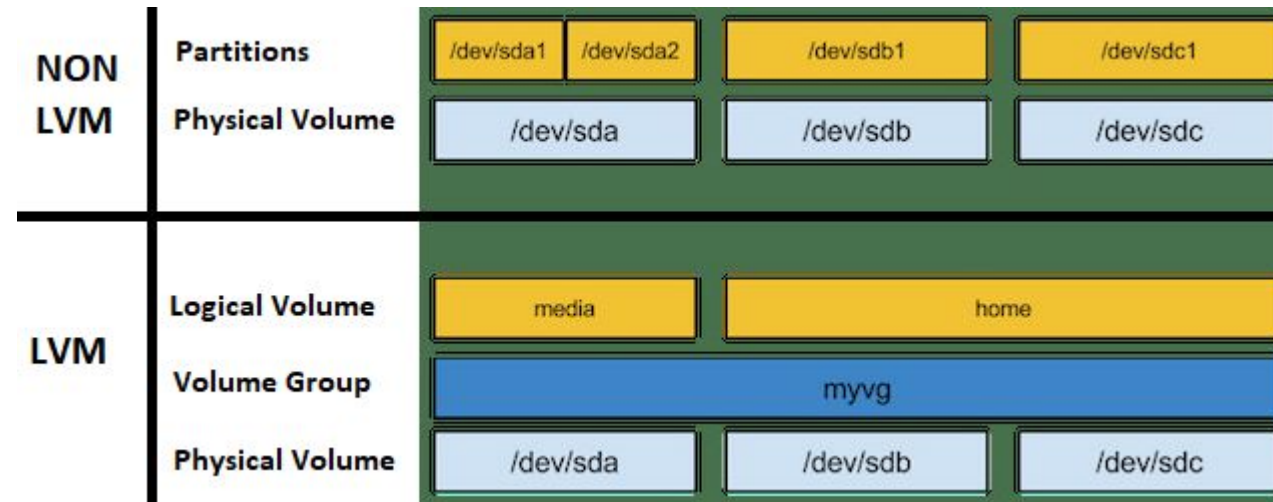 NON
LVM
Partitions
/dev/sda1 /dev/sda2 /dev/sdb1 /dev/sdc1
Physical Volume
/dev/sda /dev/sdb /dev/sdc
LVM
Logical Volume
media home
Volume Group
myvg
Physical Volume
/dev/sda /dev/sdb /dev/sdc